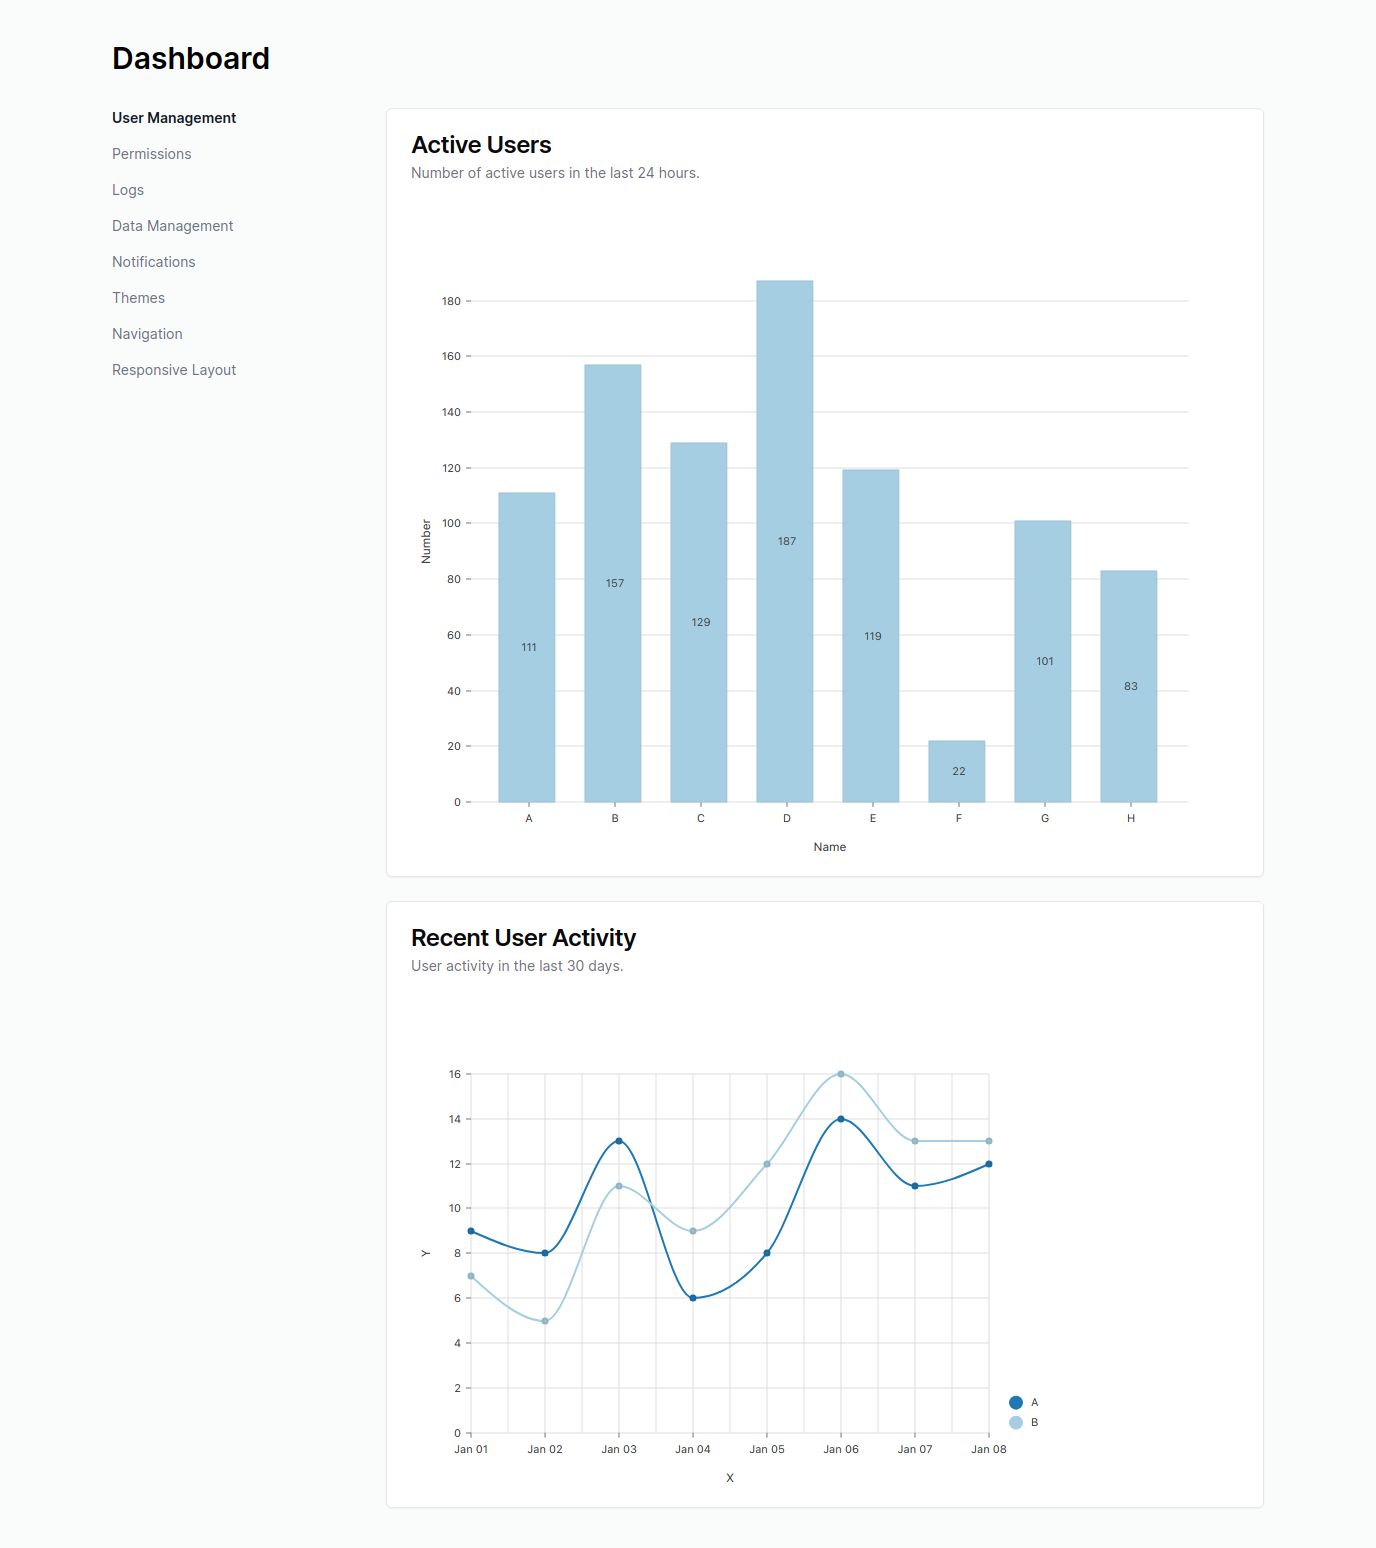 Dashboard
User Management
Permissions
Logs
Data Management
Notifications
Themes
Navigation
Responsive Layout
Active Users
Number of active users in the last 24 hours.
180
160
140
120
100
80
60
40
20
0
Number
111
157
129
187
119
22
101
83
A B C D E F G H
Name
Recent User Activity
User activity in the last 30 days.
16
14
12
10
8
6
4
2
0
Y
Jan 01 Jan 02 Jan 03 Jan 04 Jan 05 Jan 06 Jan 07 Jan 08
X
A
B